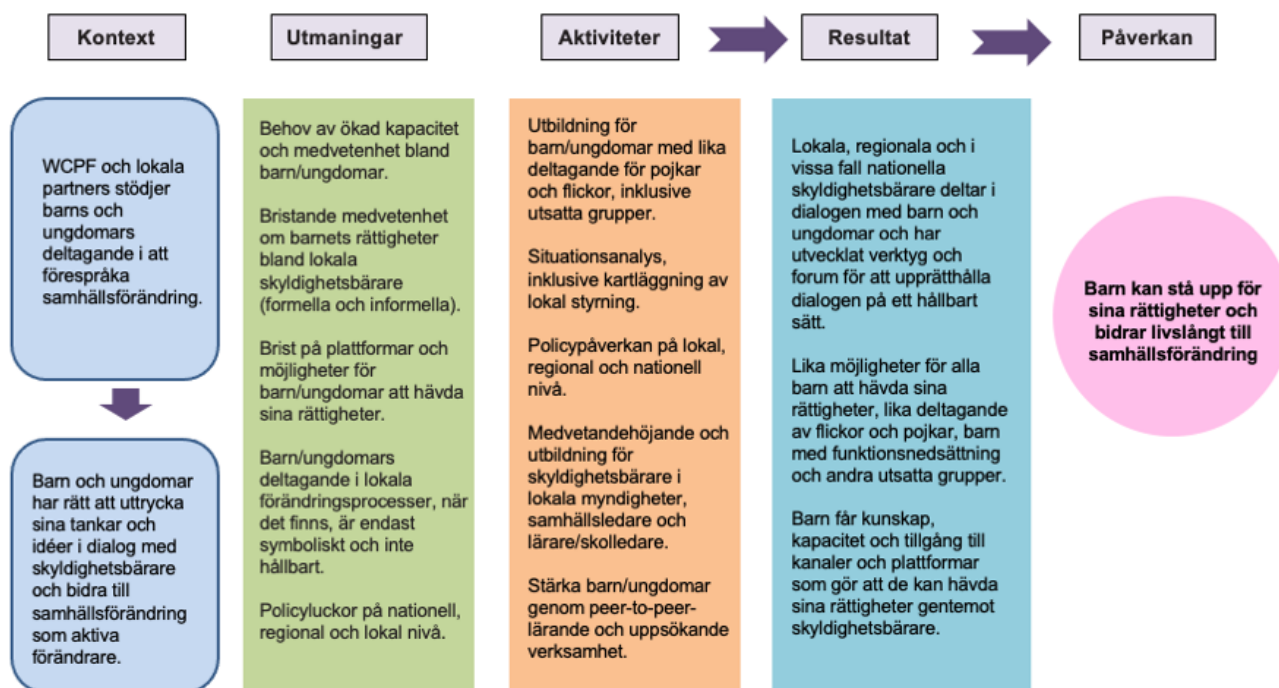 Kontext
Utmaningar
Aktiviteter
Resultat
Påverkan
WCPF och lokala
partners stödjer
barns och
ungdomars
deltagande i att
förespråka
samhällsförändring.
Barn och ungdomar
har rätt att uttrycka
sina tankar och
idéer i dialog med
skyldighetsbärare
och bidra till
samhällsförändring
som aktiva
förändrare.
Behov av ökad kapacitet
och medvetenhet bland
barn/ungdomar.
Bristande medvetenhet
om barnets rättigheter
bland lokala
skyldighetsbärare
(formella och informella).
Brist på plattformar och
möjligheter för
barn/ungdomar att hävda
sina rättigheter.
Barn/ungdomars
deltagande i lokala
förändringsprocesser, när
det finns, är endast
symboliskt och inte
hållbart.
Policyluckor på nationell,
regional och lokal nivå.
Utbildning för
barn/ungdomar med lika
deltagande för pojkar
och flickor, inklusive
utsatta grupper.
Situationsanalys,
inklusive kartläggning av
lokal styrning.
Policypåverkan på lokal,
regional och nationell
nivå.
Medvetandehöjande och
utbildning för
skyldighetsbärare i
lokala myndigheter,
samhällsledare och
lärare/skolledare.
Stärka barn/ungdomar
genom peer-to-peer-
lärande och uppsökande
verksamhet.
Lokala, regionala och i
vissa fall nationella
skyldighetsbärare deltar i
dialogen med barn och
ungdomar och har
utvecklat verktyg och
forum för att upprätthålla
dialogen på ett hållbart
sätt.
Lika möjligheter för alla
barn att hävda sina
rättigheter, lika deltagande
av flickor och pojkar, barn
med funktionsnedsättning
och andra utsatta grupper.
Barn får kunskap,
kapacitet och tillgång till
kanaler och plattformar
som gör att de kan hävda
sina rättigheter gentemot
skyldighetsbärare.
Barn kan stå upp för
sina rättigheter och
bidrar livslångt till
samhällsförändring